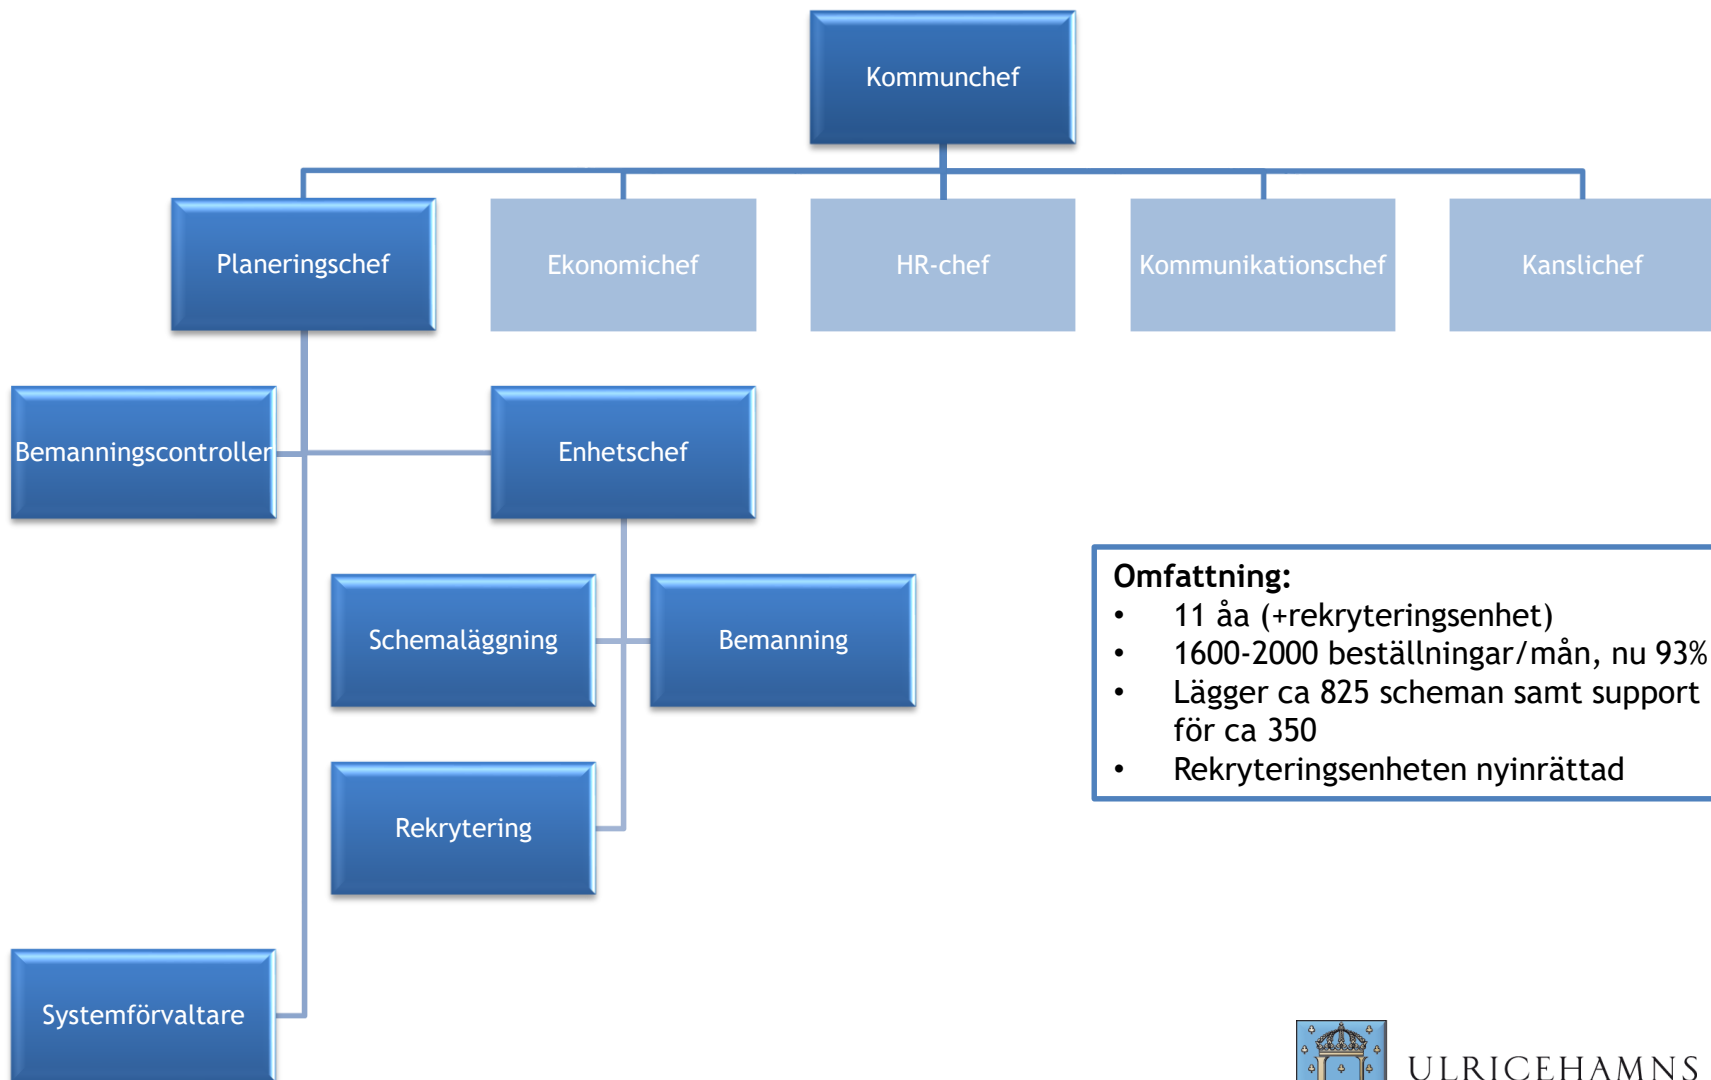 Kommunchef
Planeringschef
Ekonomichef
HR-chef
Kommunikationschef
Kanslichef
Bemanningscontroller
Enhetschef
Schemaläggning
Bemanning
Rekrytering
Systemförvaltare
Omfattning:
• 11 åa (+rekryteringsenhet)
• 1600-2000 beställningar/mån, nu 93%
• Lägger ca 825 scheman samt support
för ca 350
• Rekryteringsenheten nyinrättad
ULRICEHAMNS